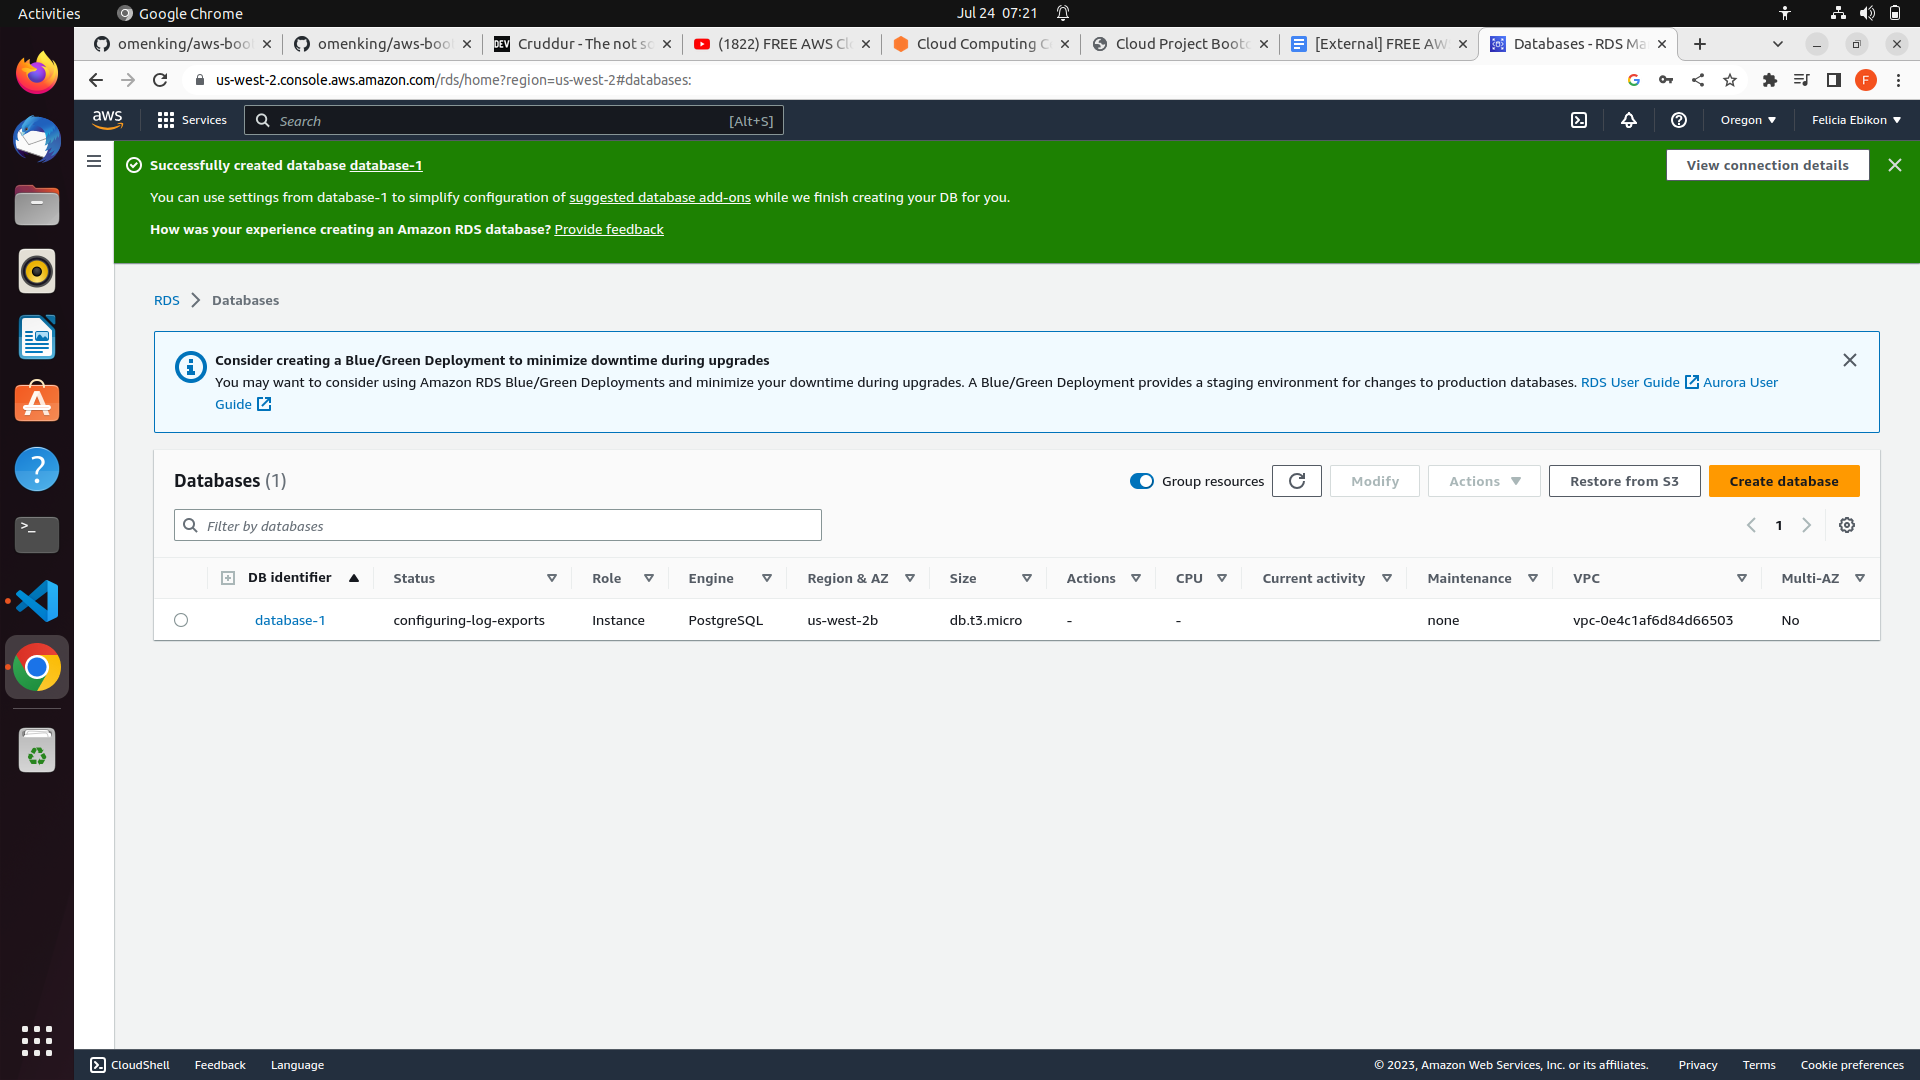 Activities
Google Chrome
Jul 24 07:21
omenking/aws-boo
omenking/aws-boo
DEV
Cruddur - The not so
(1822) FREE AWS Cl
Cloud Computing C
Cloud Project Bootc
[External] FREE AW
Databases - RDS Ma
us-west-2.console.aws.amazon.com/rds/home?region=us-west-2#databases:
F
aws
Services
Search
[Alt+S]
Oregon
Felicia Ebikon
Successfully created database database-1
View connection details
You can use settings from database-1 to simplify configuration of suggested database add-ons while we finish creating your DB for you.
How was your experience creating an Amazon RDS database? Provide feedback
RDS
Databases
Consider creating a Blue/Green Deployment to minimize downtime during upgrades
You may want to consider using Amazon RDS Blue/Green Deployments and minimize your downtime during upgrades. A Blue/Green Deployment provides a staging environment for changes to production databases. RDS User Guide Aurora User
Guide
Databases (1)
Group resources
Modify
Actions
Restore from S3
Create database
Filter by databases
1
DB identifier Status Role Engine Region & AZ Size Actions CPU Current activity Maintenance VPC Multi-AZ
database-1 configuring-log-exports Instance PostgreSQL us-west-2b db.t3.micro - - none vpc-0e4c1af6d84d66503 No
CloudShell
Feedback
Language
© 2023, Amazon Web Services, Inc. or its affiliates.
Privacy
Terms
Cookie preferences